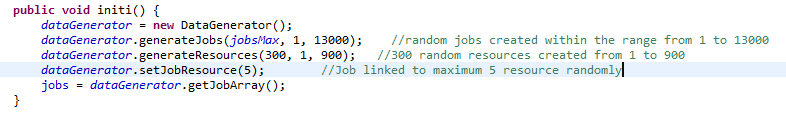 public void initi() {
dataGenerator = new DataGenerator();
dataGenerator.generateJobs(jobsMax, 1, 13000);    //random jobs created within the range from 1 to 13000
dataGenerator.generateResources(300, 1, 900);   //300 random resources created from 1 to 900
dataGenerator.setJobResource(5);        //Job linked to maximum 5 resource randomly
jobs = dataGenerator.getJobArray();
}